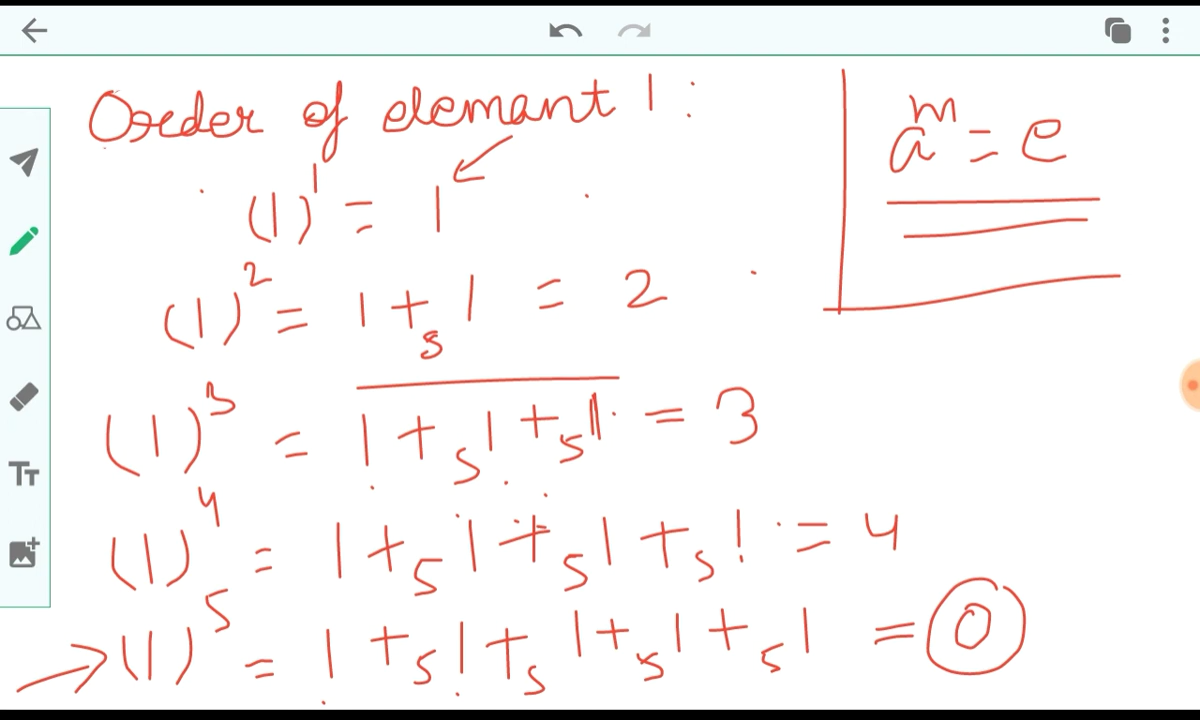 Order of elemant 1 :
a^m = e
(1)^1 = 1
(1)^2 = 1 +_5 1 = 2
(1)^3 = 1 +_5 1 +_5 1 = 3
(1)^4 = 1 +_5 1 +_5 1 +_5 1 = 4
(1)^5 = 1 +_5 1 +_5 1 +_5 1 +_5 1 = 0
TT